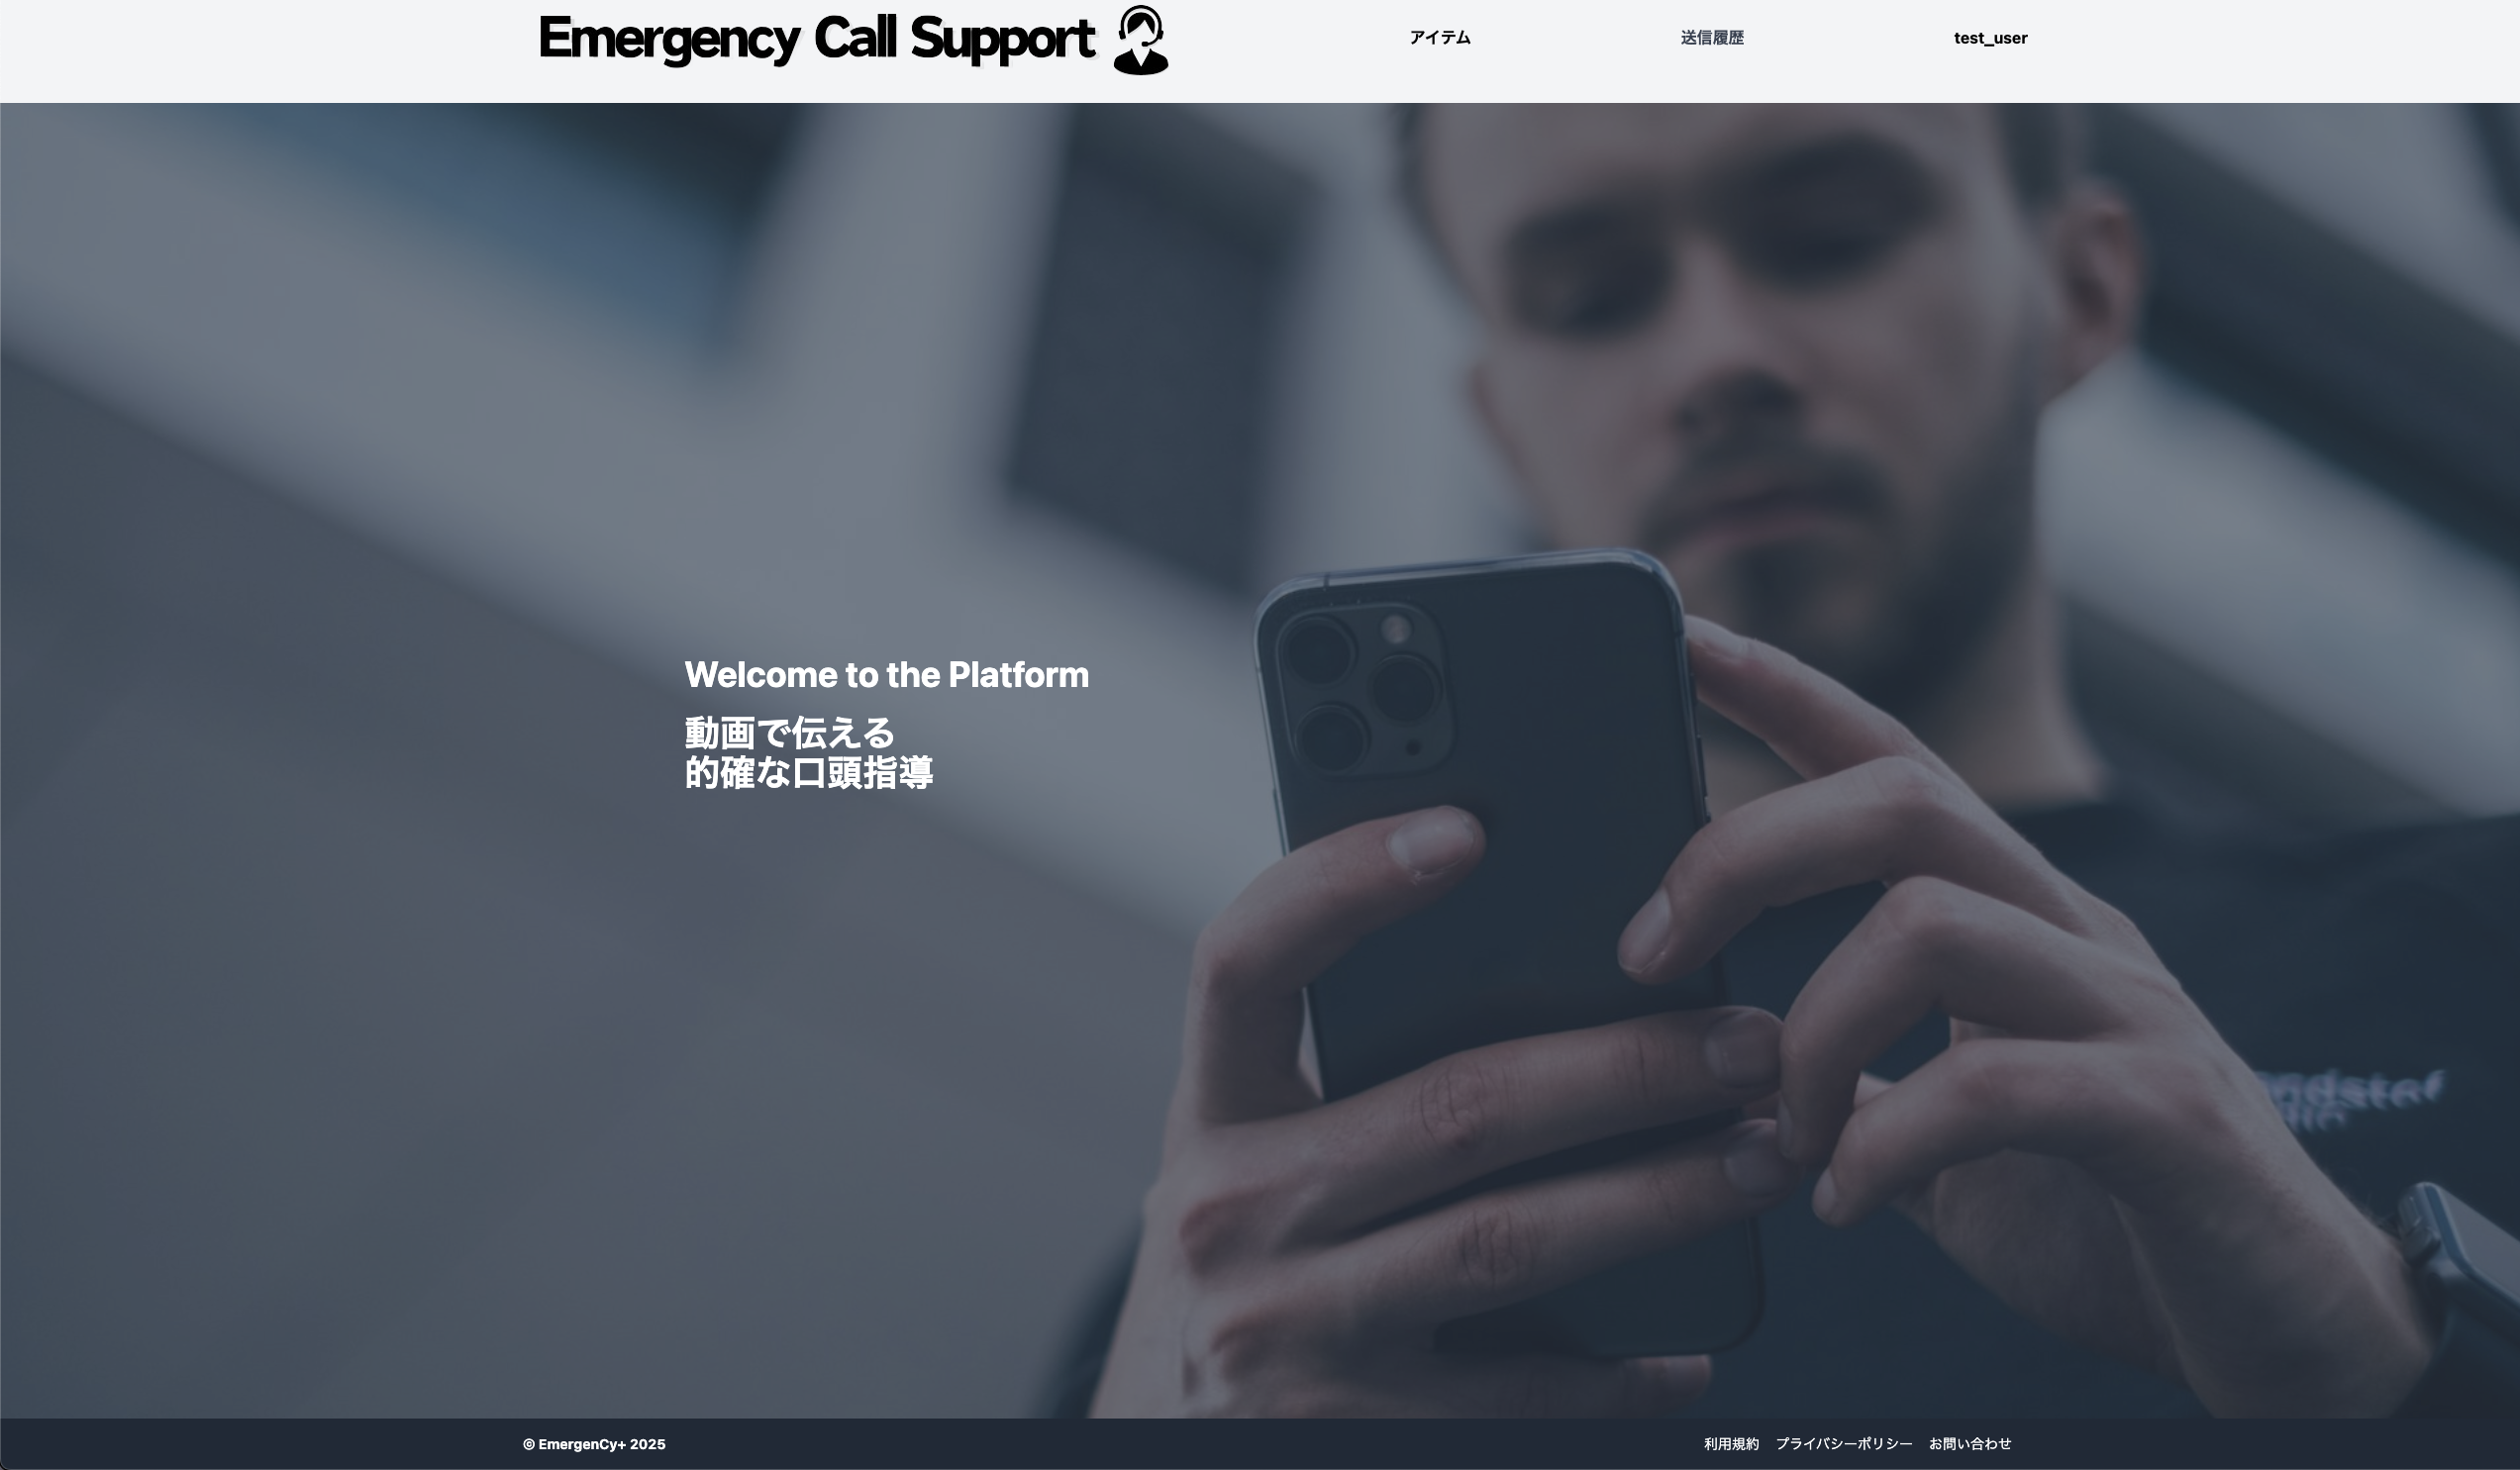 Emergency Call Support
アイテム
送信履歴
test_user
Welcome to the Platform
動画で伝える
的確な口頭指導
© EmergenCy+ 2025
利用規約 プライバシーポリシー お問い合わせ